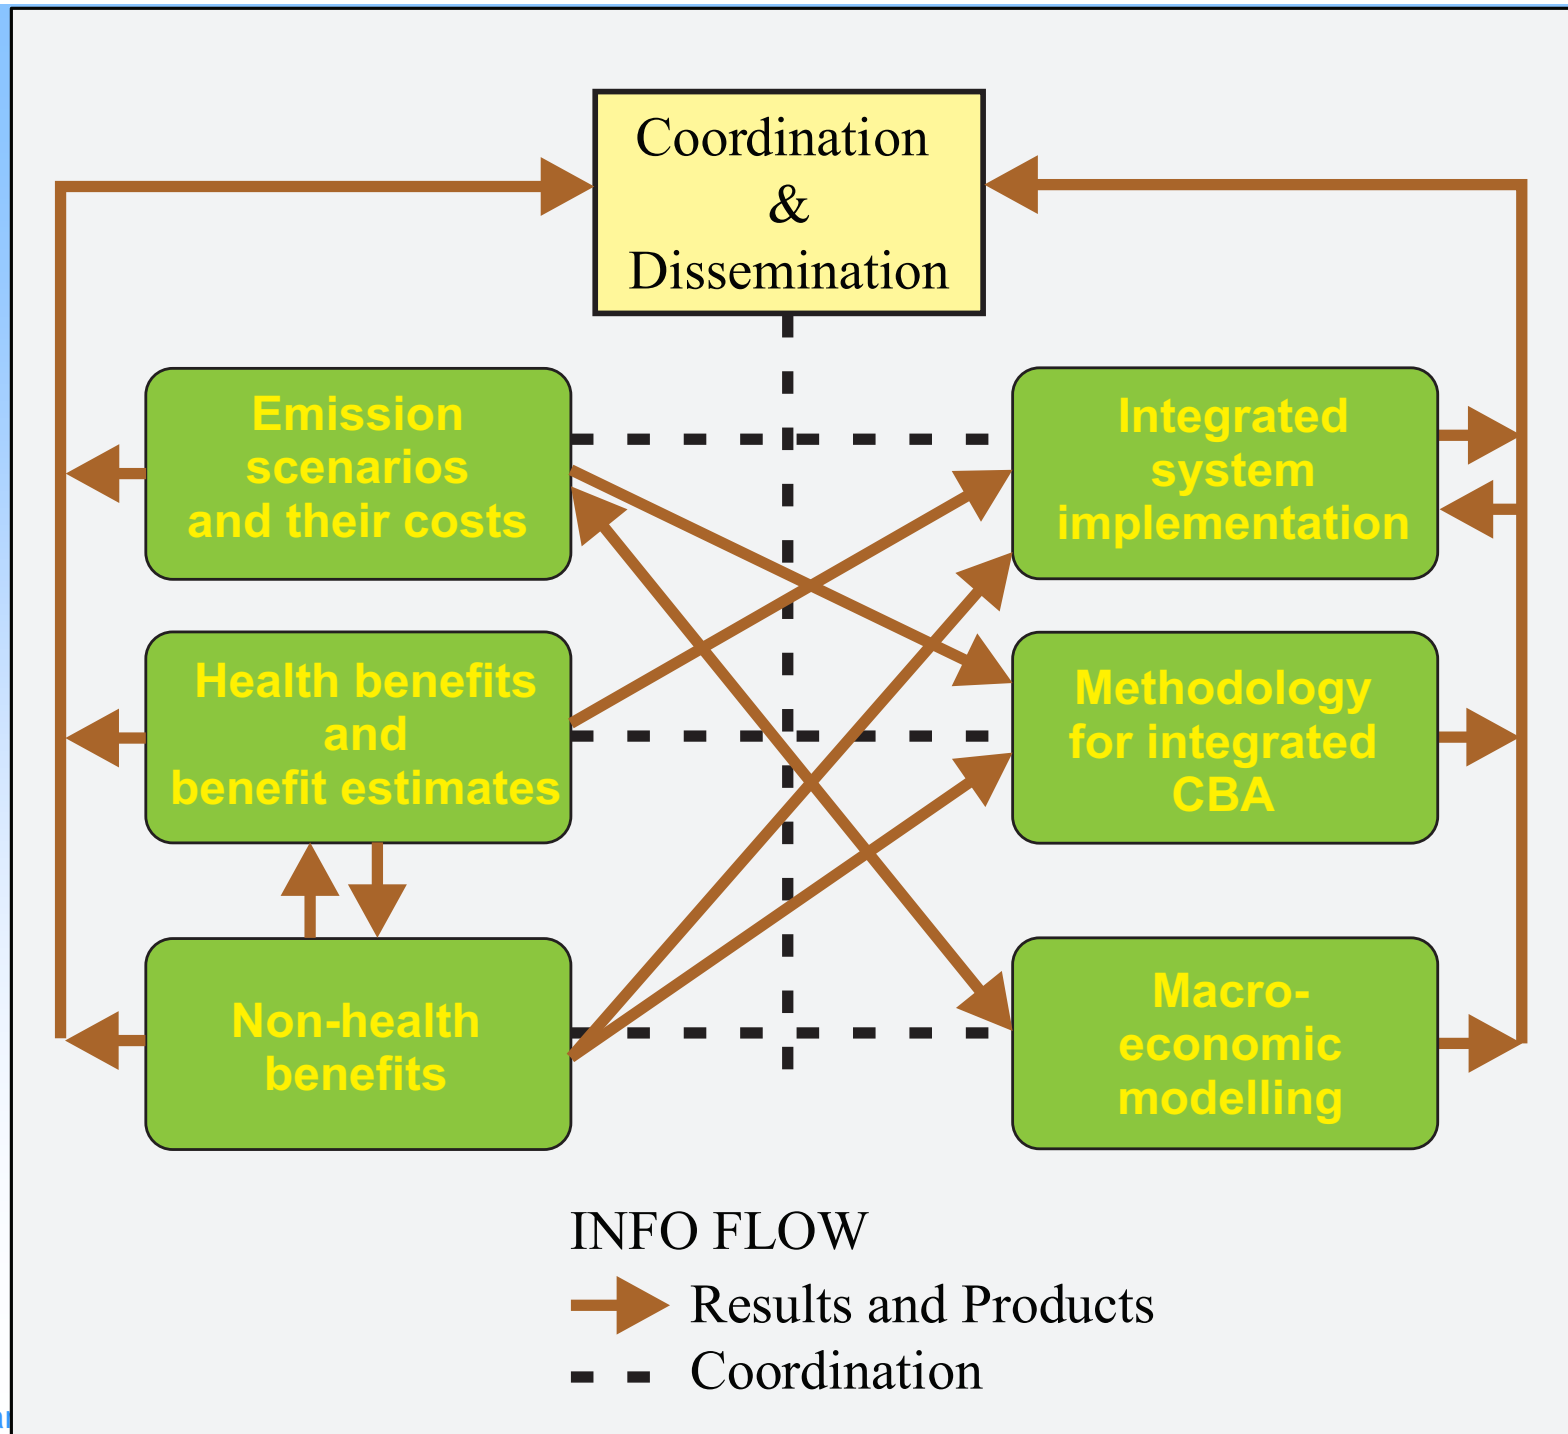 Coordination
&
Dissemination
Emission
scenarios
and their costs
Integrated
system
implementation
Health benefits
and
benefit estimates
Methodology
for integrated
CBA
Non-health
benefits
Macro-
economic
modelling
INFO FLOW
Results and Products
Coordination